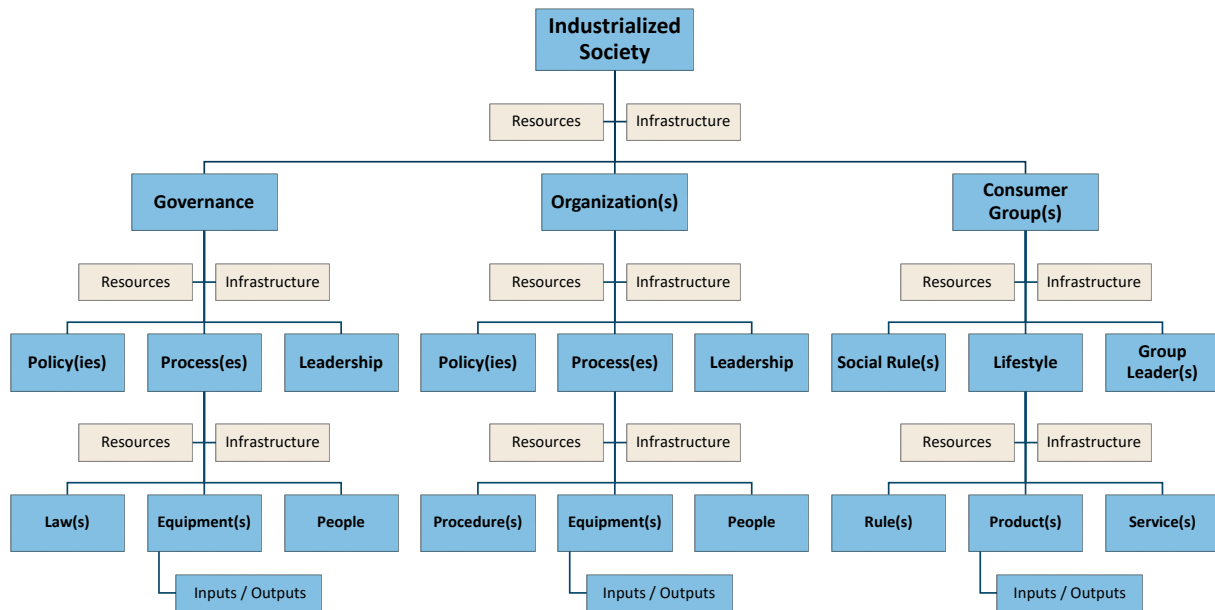 Industrialized
Society
Resources
Infrastructure
Governance
Organization(s)
Consumer
Group(s)
Resources
Infrastructure
Resources
Infrastructure
Resources
Infrastructure
Policy(ies)
Process(es)
Leadership
Policy(ies)
Process(es)
Leadership
Social Rule(s)
Lifestyle
Group
Leader(s)
Resources
Infrastructure
Resources
Infrastructure
Resources
Infrastructure
Law(s)
Equipment(s)
People
Procedure(s)
Equipment(s)
People
Rule(s)
Product(s)
Service(s)
Inputs / Outputs
Inputs / Outputs
Inputs / Outputs